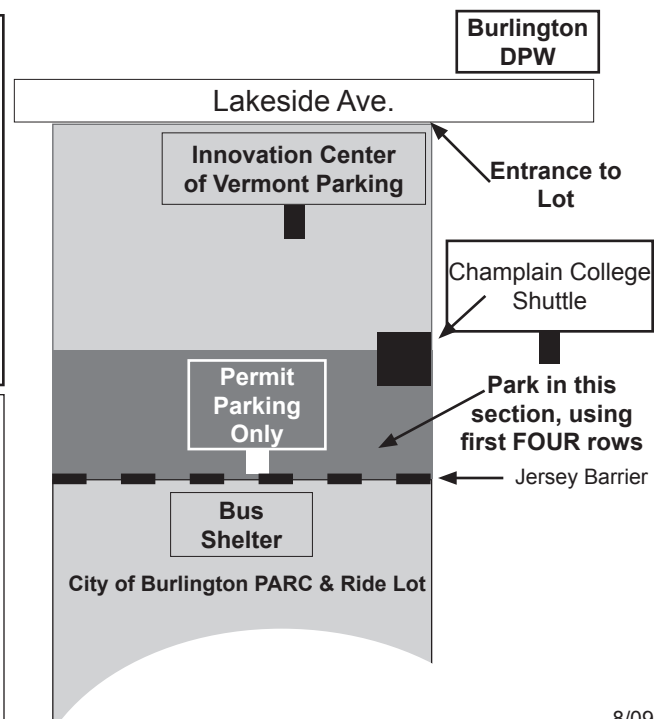 Burlington
DPW
Lakeside Ave.
Innovation Center
of Vermont Parking
Entrance to
Lot
Champlain College
Shuttle
Permit
Parking
Only
Park in this
section, using
first FOUR rows
Jersey Barrier
Bus
Shelter
City of Burlington PARC & Ride Lot
8/09